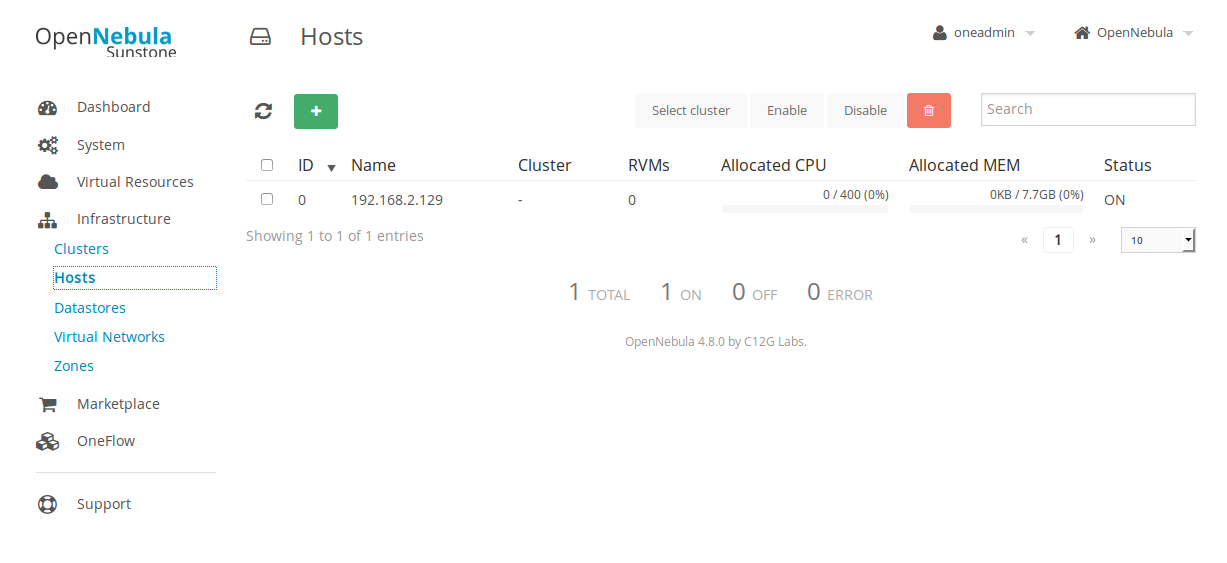 OpenNebula
Sunstone
Hosts
oneadmin
OpenNebula
Dashboard
System
Virtual Resources
Infrastructure
Clusters
Hosts
Datastores
Virtual Networks
Zones
Marketplace
OneFlow
Support
Select cluster Enable Disable Search
ID Name Cluster RVMs Allocated CPU Allocated MEM Status
0 192.168.2.129 - 0 0 / 400 (0%) 0KB / 7.7GB (0%) ON
Showing 1 to 1 of 1 entries
« 1 » 10
1 TOTAL 1 ON 0 OFF 0 ERROR
OpenNebula 4.8.0 by C12G Labs.